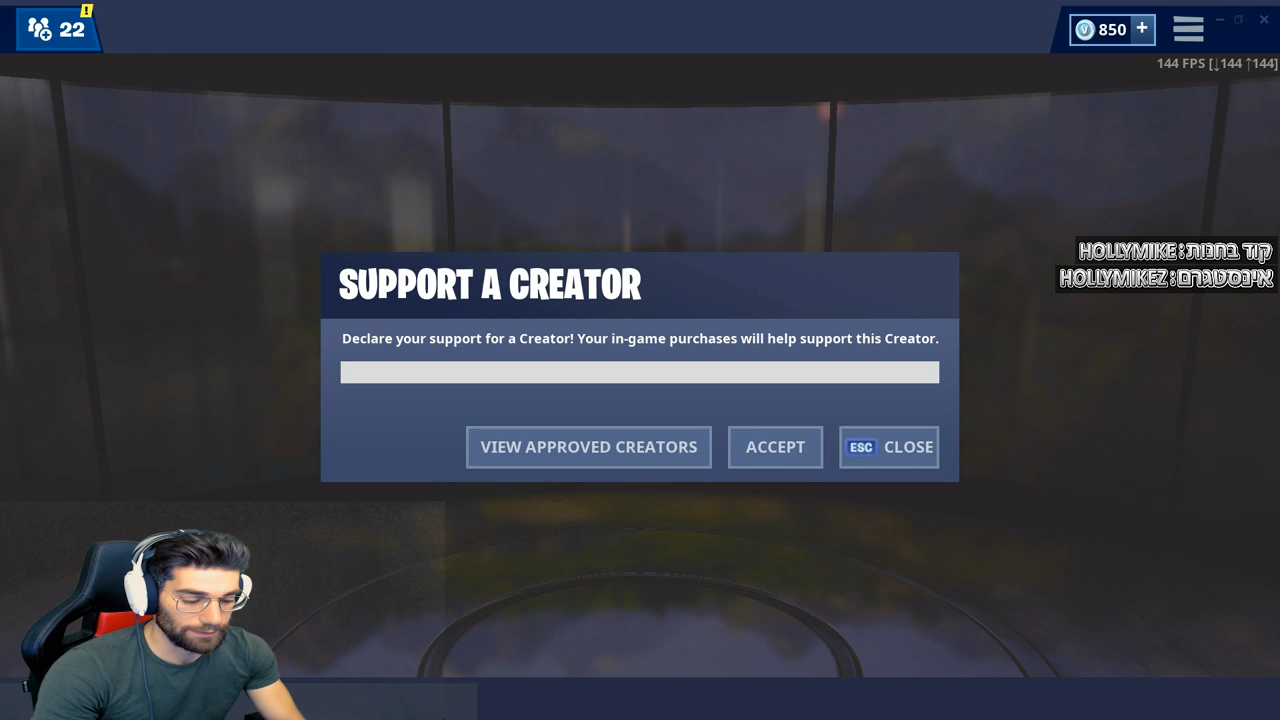 ! 22
850 +
144 FPS [↓144 ↑144]
קוד בחנות: HOLLYMIKE
אינסטגרם: HOLLYMIKEZ
SUPPORT A CREATOR
Declare your support for a Creator! Your in-game purchases will help support this Creator.
VIEW APPROVED CREATORS ACCEPT ESC CLOSE